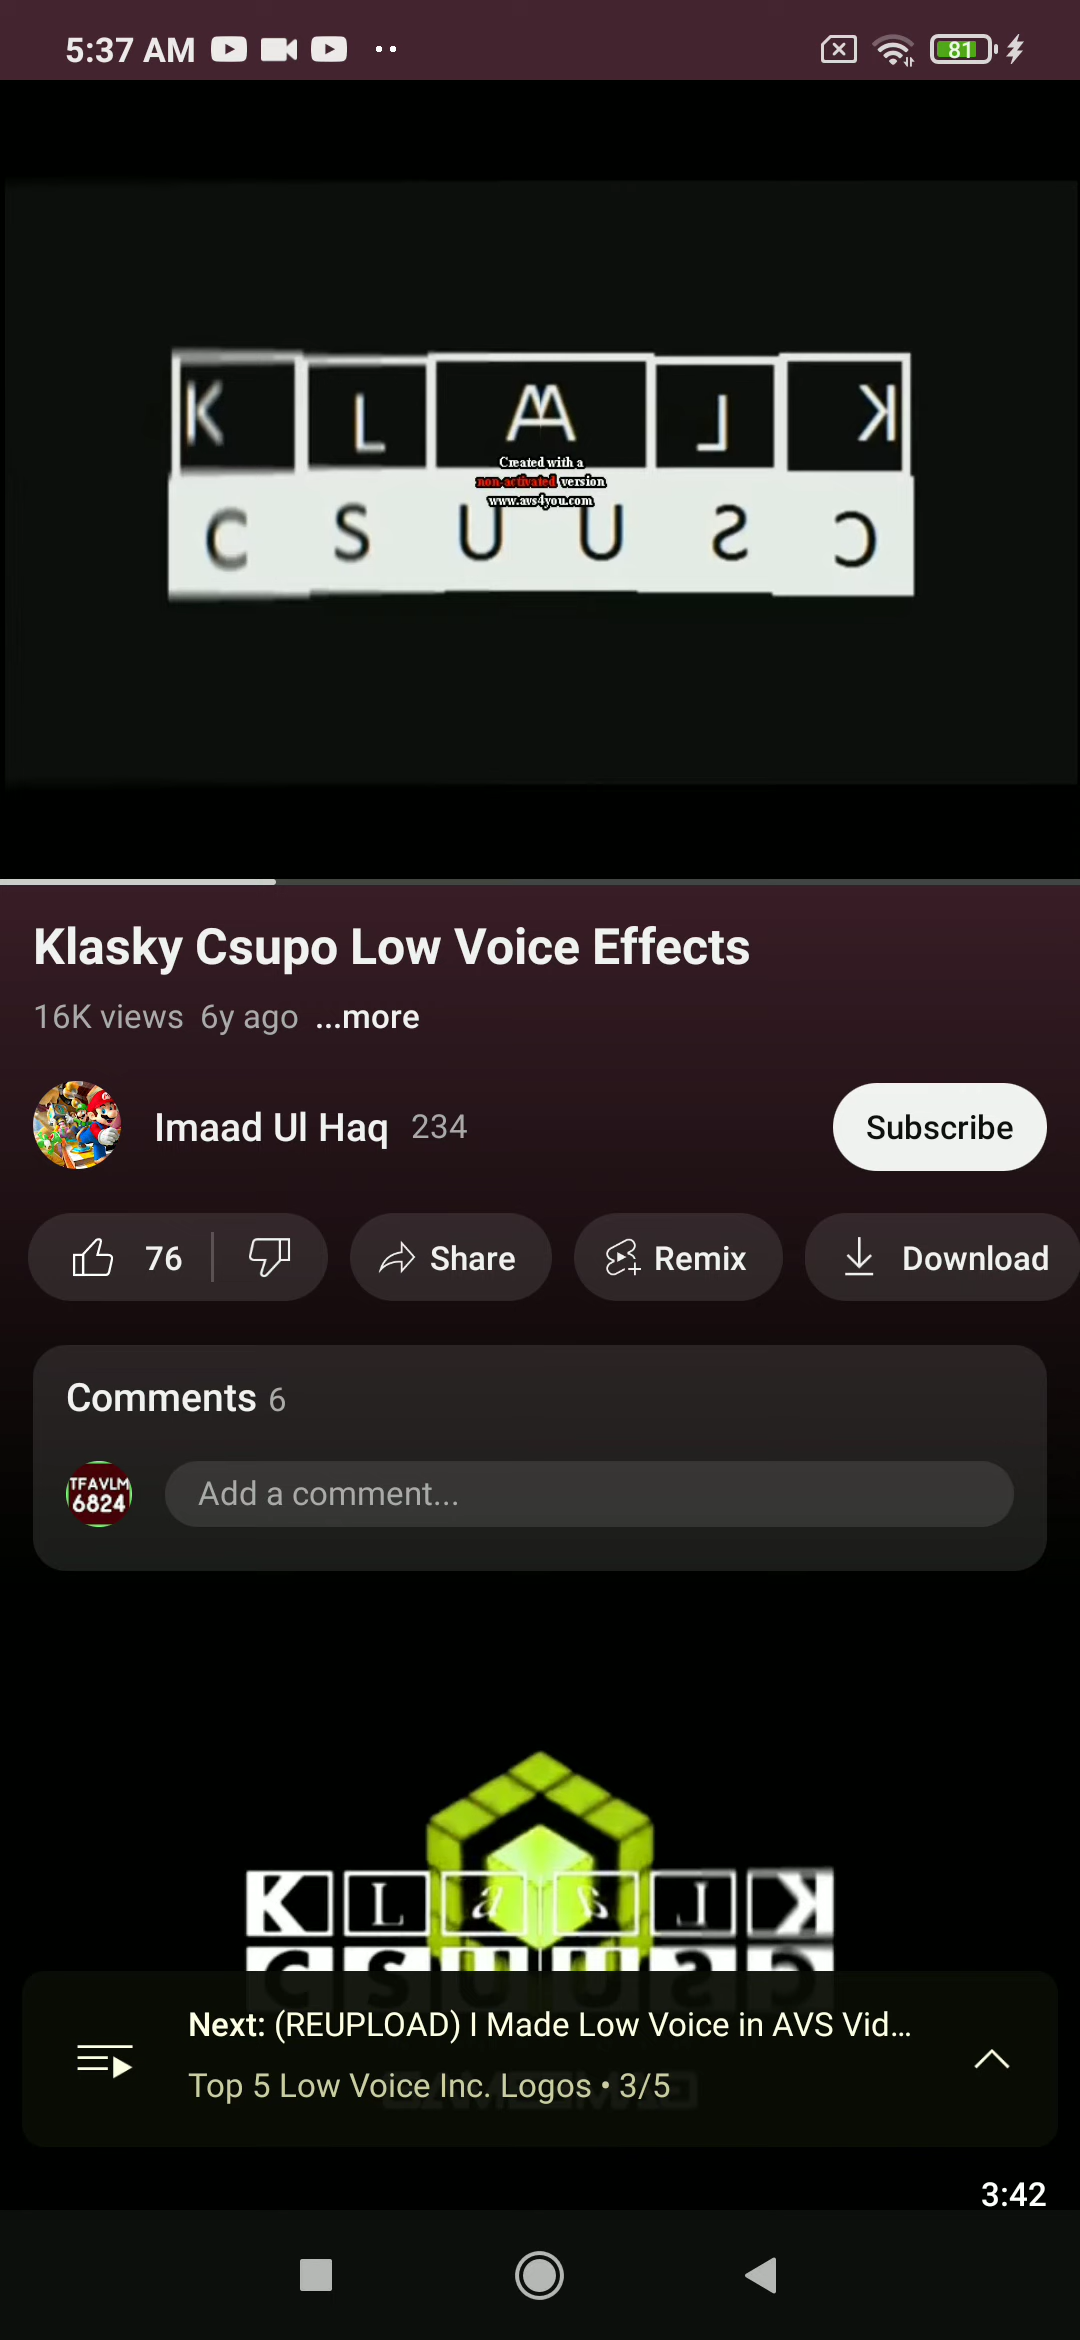 5:37 AM
81
K L A L K
Created with a
non-activated version
www.avs4you.com
C S U U S C
Klasky Csupo Low Voice Effects
16K views 6y ago ...more
Imaad Ul Haq 234
Subscribe
76
Share
Remix
Download
Comments 6
TFAVLM
6824
Add a comment...
K L a s L K
C S U U S C
Next: (REUPLOAD) I Made Low Voice in AVS Vid...
Top 5 Low Voice Inc. Logos • 3/5
3:42